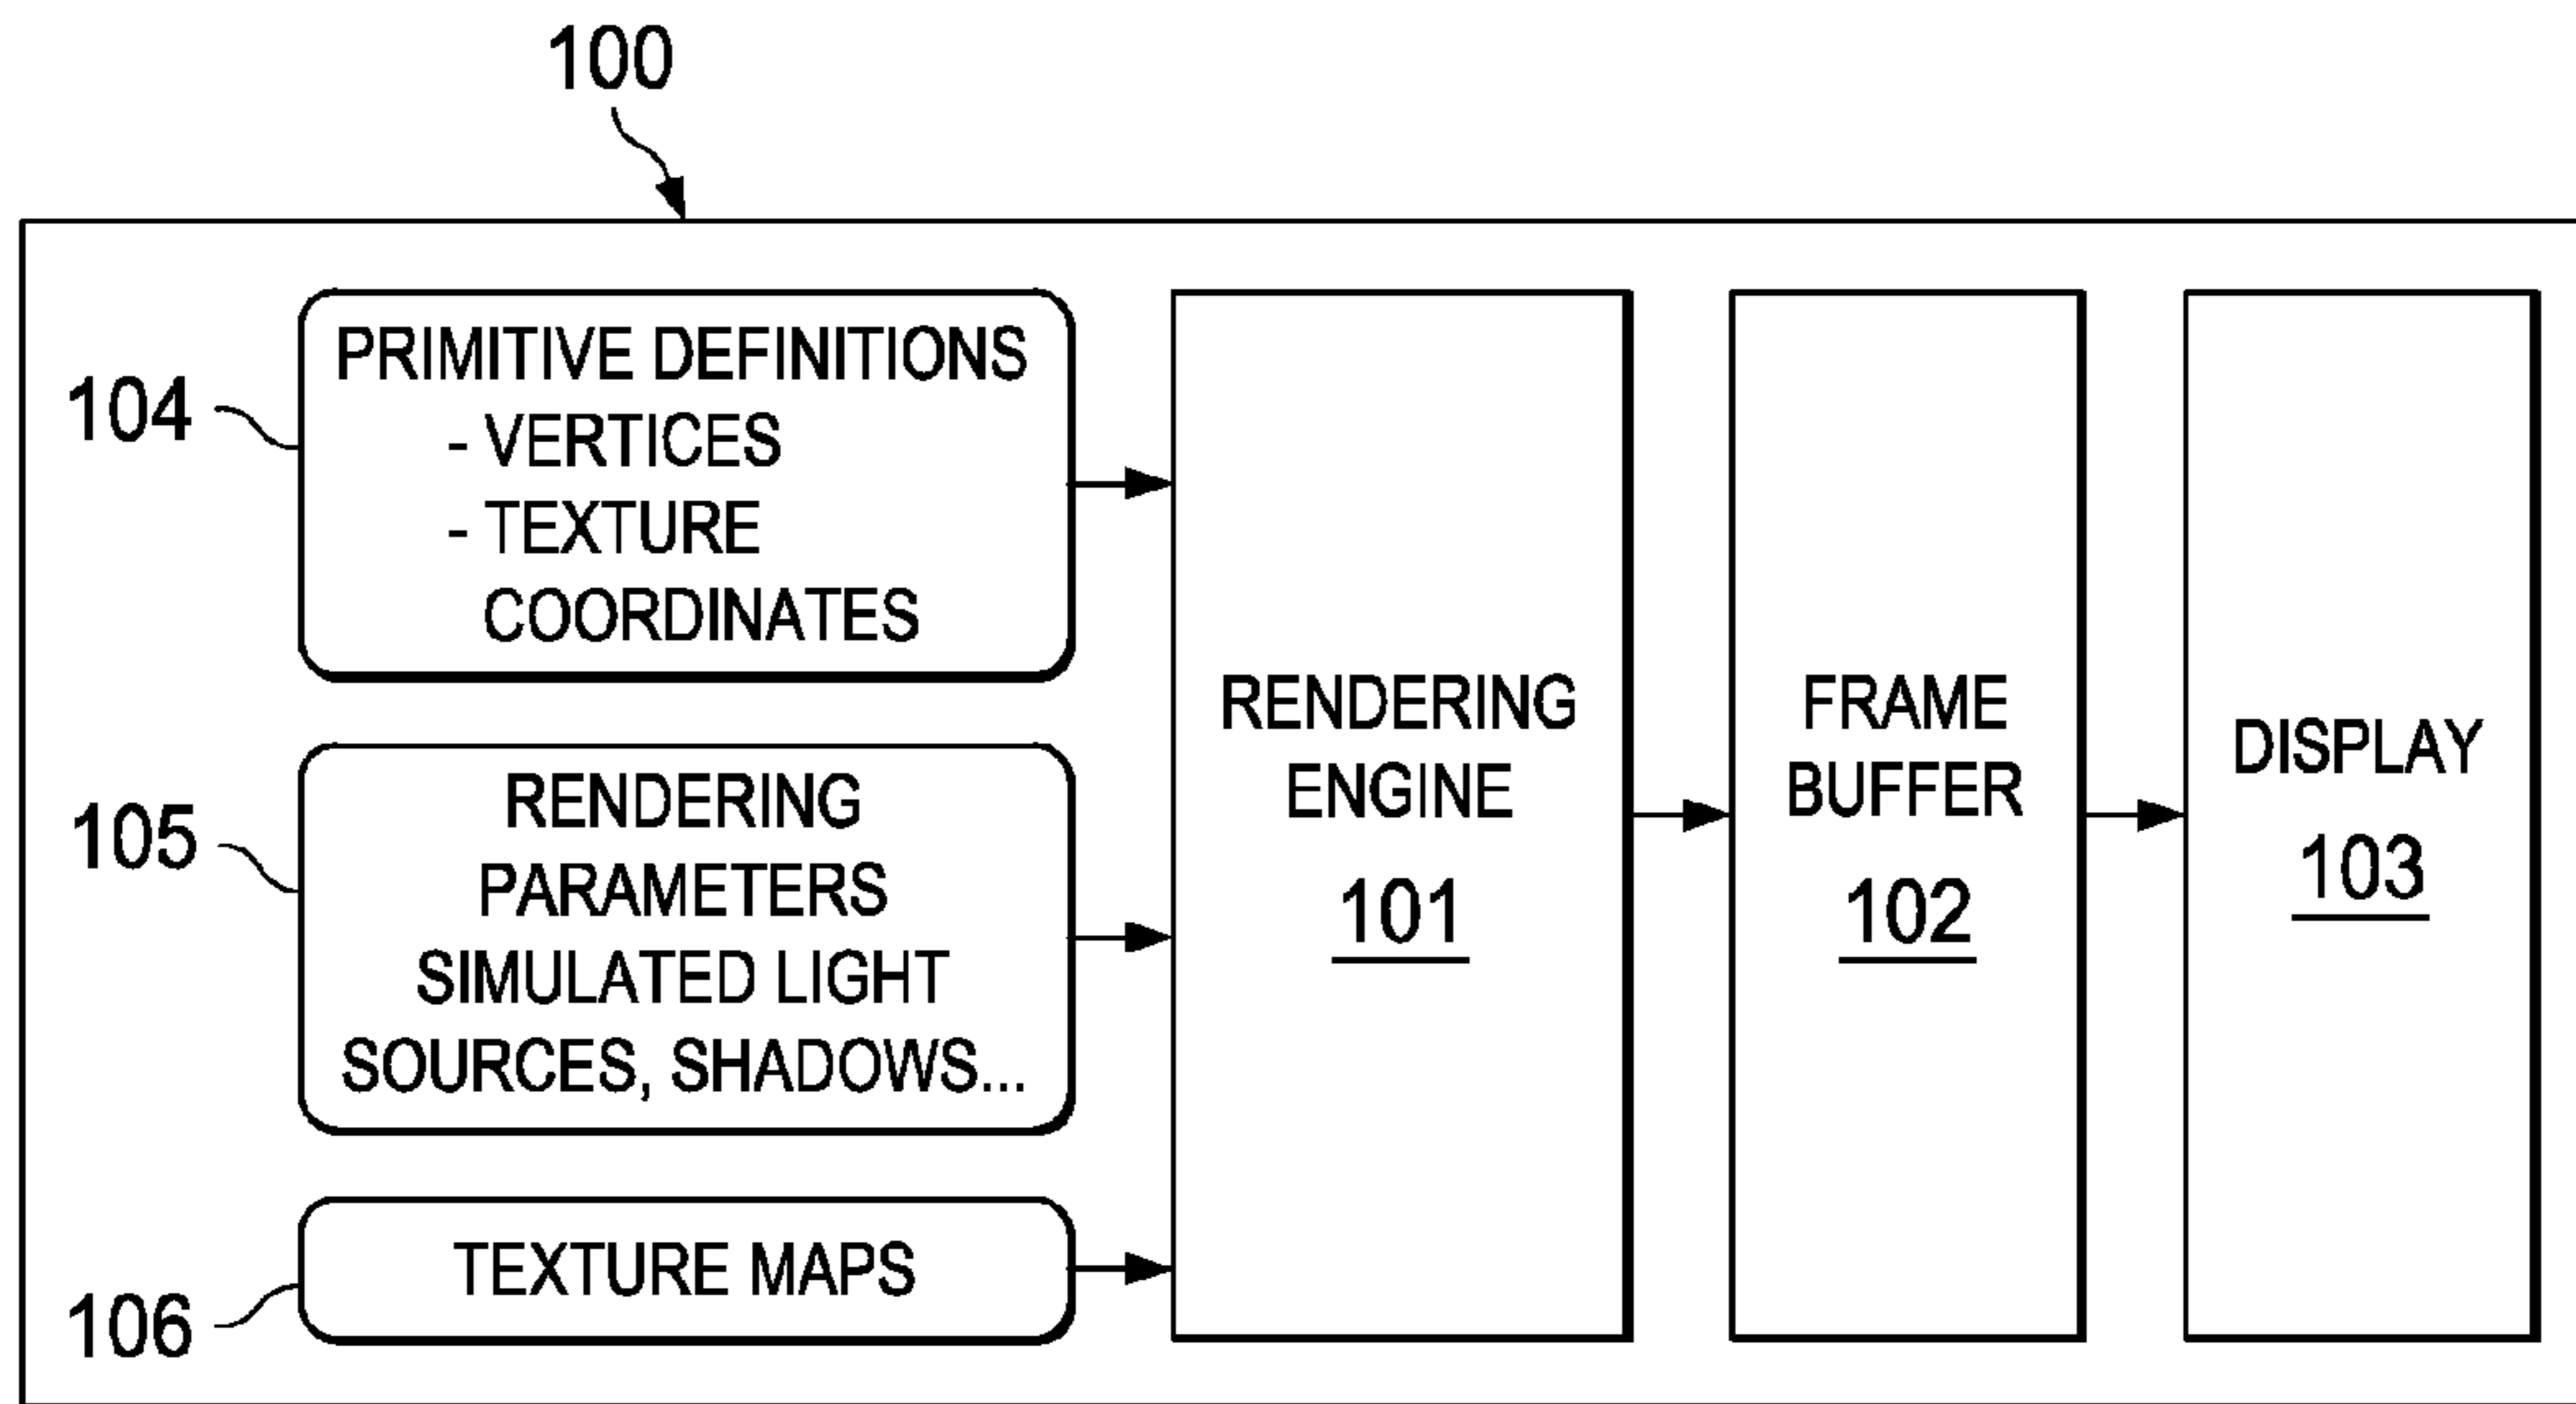 100
104
PRIMITIVE DEFINITIONS
- VERTICES
- TEXTURE
COORDINATES
105
RENDERING
PARAMETERS
SIMULATED LIGHT
SOURCES, SHADOWS...
106
TEXTURE MAPS
RENDERING
ENGINE
101
FRAME
BUFFER
102
DISPLAY
103